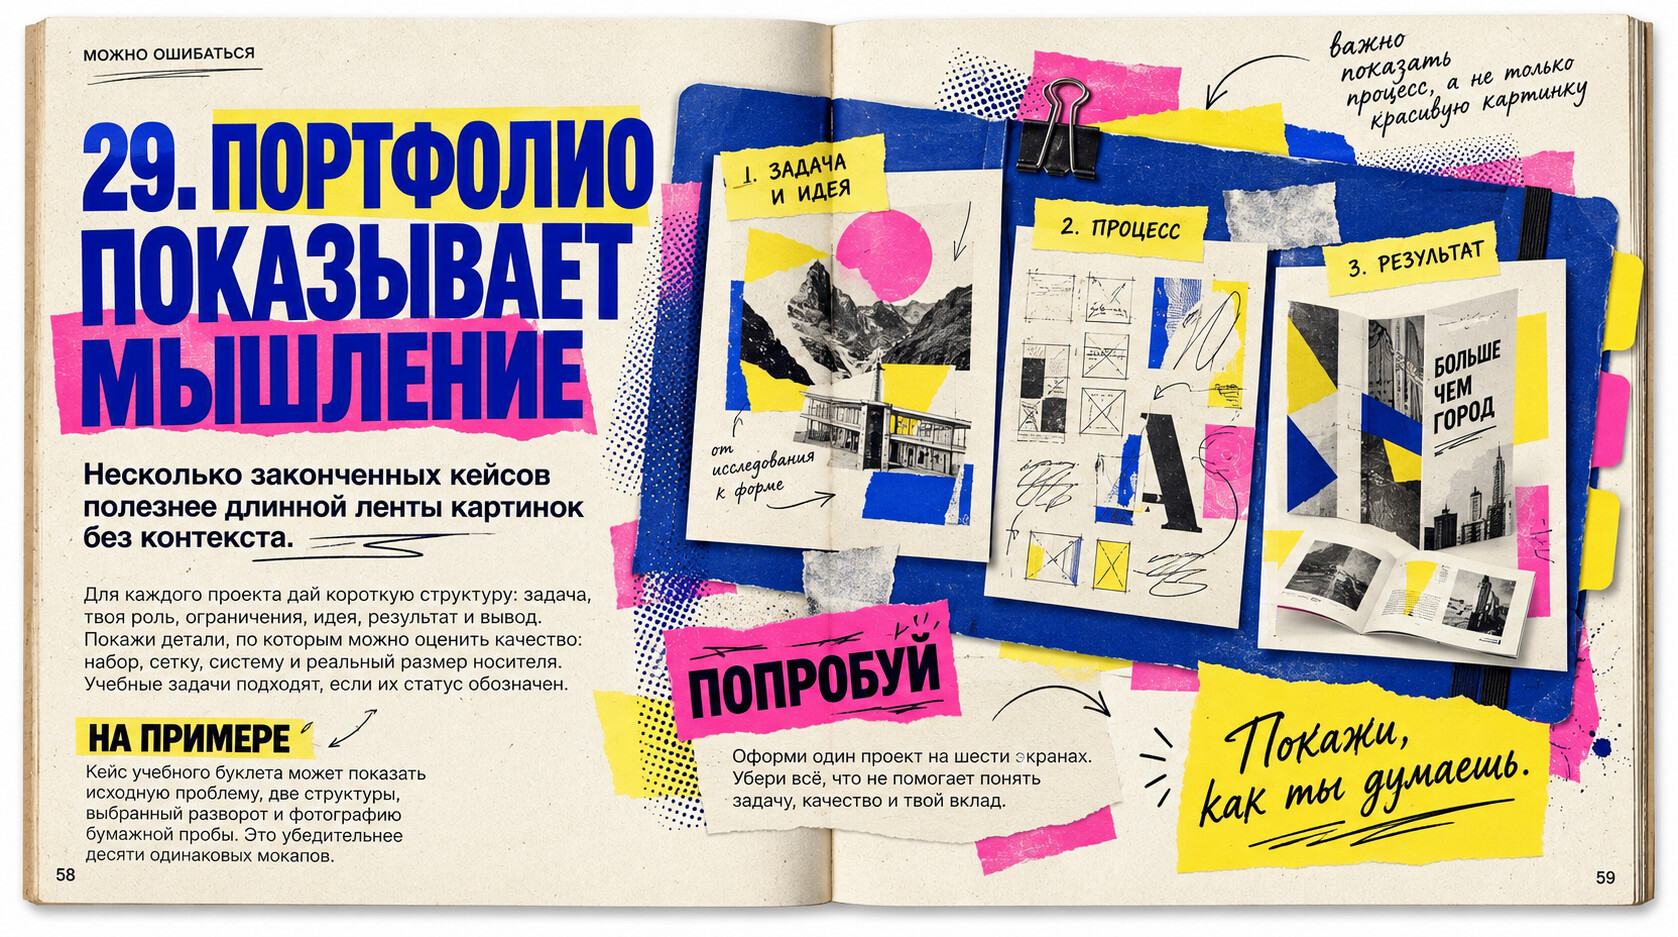 МОЖНО ОШИБАТЬСЯ
29. ПОРТФОЛИО
ПОКАЗЫВАЕТ
МЫШЛЕНИЕ
Несколько законченных кейсов
полезнее длинной ленты картинок
без контекста.
Для каждого проекта дай короткую структуру: задача,
твоя роль, ограничения, идея, результат и вывод.
Покажи детали, по которым можно оценить качество:
набор, сетку, систему и реальный размер носителя.
Учебные задачи подходят, если их статус обозначен.
НА ПРИМЕРЕ
Кейс учебного буклета может показать
исходную проблему, две структуры,
выбранный разворот и фотографию
бумажной пробы. Это убедительнее
десяти одинаковых мокапов.
58
важно
показать
процесс, а не только
красивую картинку
1. ЗАДАЧА
И ИДЕЯ
от
исследования
к форме
2. ПРОЦЕСС
А
3. РЕЗУЛЬТАТ
БОЛЬШЕ
ЧЕМ
ГОРОД
ПОПРОБУЙ
Оформи один проект на шести экранах.
Убери всё, что не помогает понять
задачу, качество и твой вклад.
Покажи,
как ты думаешь.
59